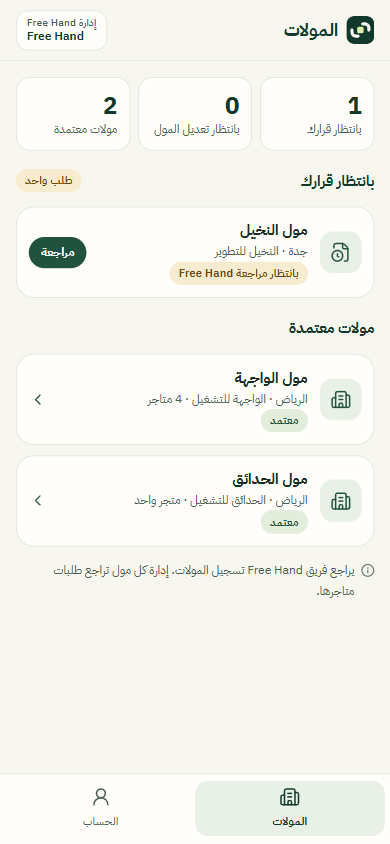 المولات
إدارة Free Hand
Free Hand
1
بانتظار قرارك
0
بانتظار تعديل المول
2
مولات معتمدة
بانتظار قرارك
طلب واحد
مول النخيل
جدة · النخيل للتطوير
بانتظار مراجعة Free Hand
مراجعة
مولات معتمدة
مول الواجهة
الرياض · الواجهة للتشغيل · 4 متاجر
معتمد
مول الحدائق
الرياض · الحدائق للتشغيل · متجر واحد
معتمد
يراجع فريق Free Hand تسجيل المولات. إدارة كل مول تراجع طلبات
متاجرها.
المولات
الحساب